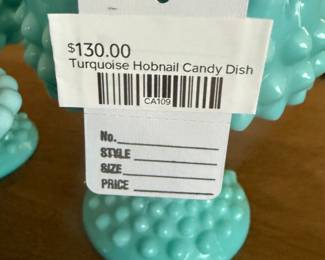 $130.00
Turquoise Hobnail Candy Dish
CA109
No.
STYLE
SIZE
PRICE